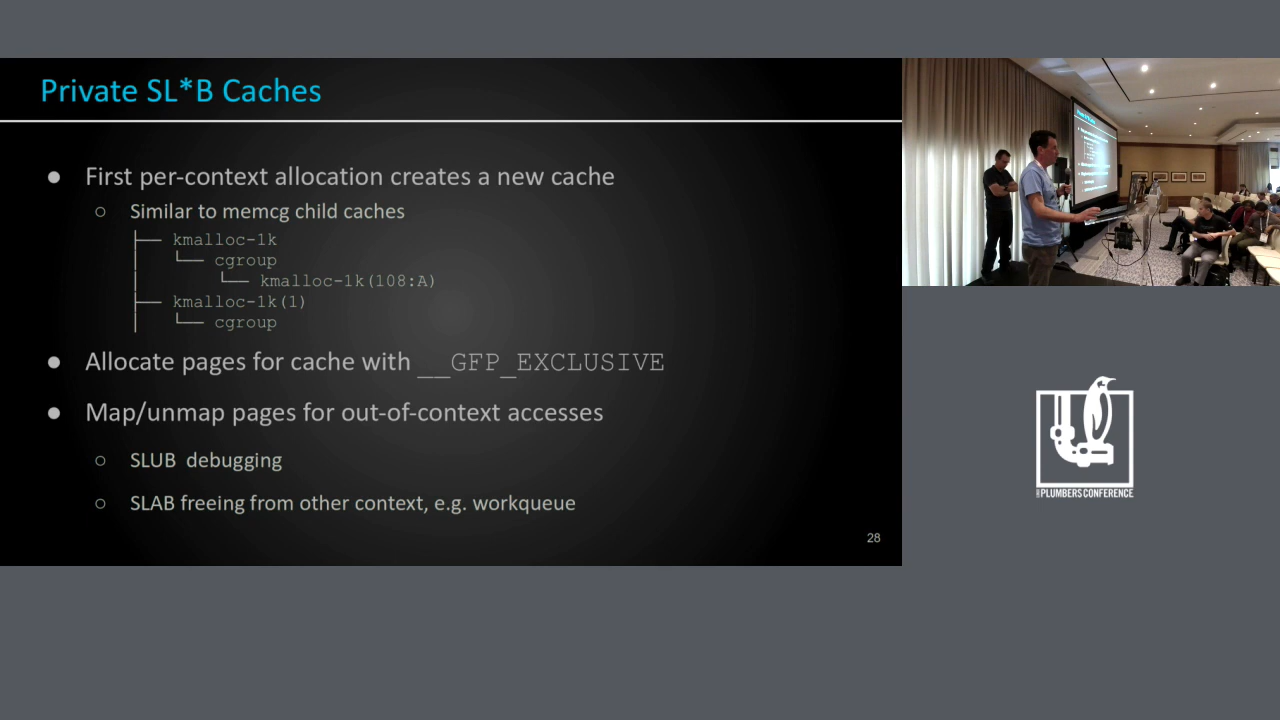 Private SL*B Caches
● First per-context allocation creates a new cache
○ Similar to memcg child caches
├── kmalloc-1k
│   └── cgroup
│       └── kmalloc-1k(108:A)
├── kmalloc-1k(1)
│   └── cgroup
● Allocate pages for cache with __GFP_EXCLUSIVE
● Map/unmap pages for out-of-context accesses
○ SLUB debugging
○ SLAB freeing from other context, e.g. workqueue
28
PLUMBERS CONFERENCE